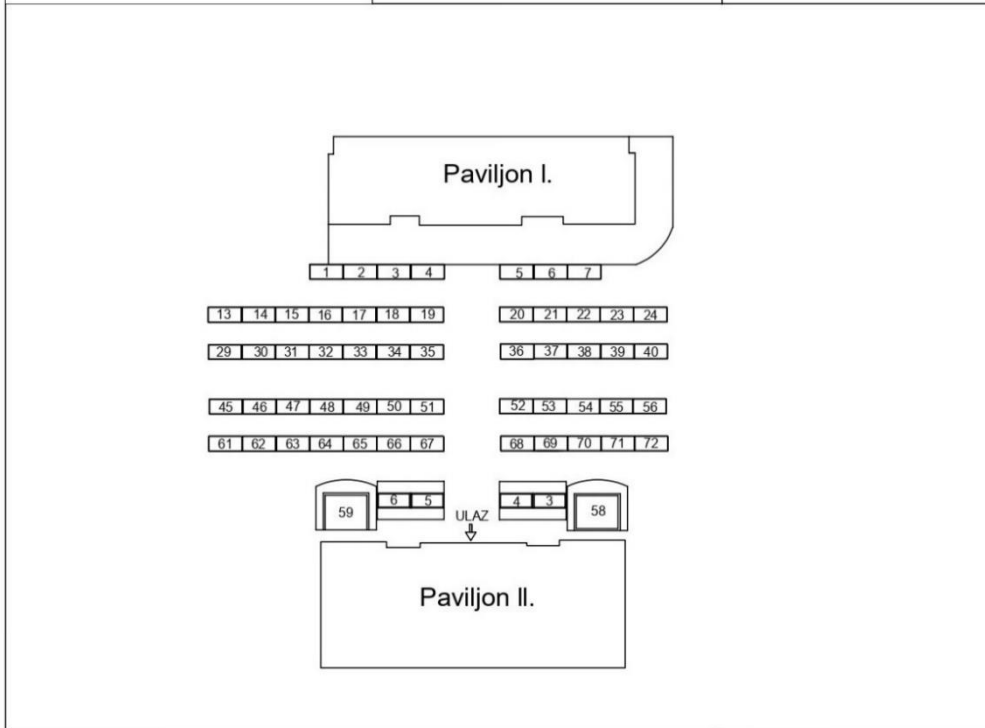 Paviljon I.
1 2 3 4 5 6 7
13 14 15 16 17 18 19 20 21 22 23 24
29 30 31 32 33 34 35 36 37 38 39 40
45 46 47 48 49 50 51 52 53 54 55 56
61 62 63 64 65 66 67 68 69 70 71 72
59 6 5 4 3 58
ULAZ
Paviljon II.